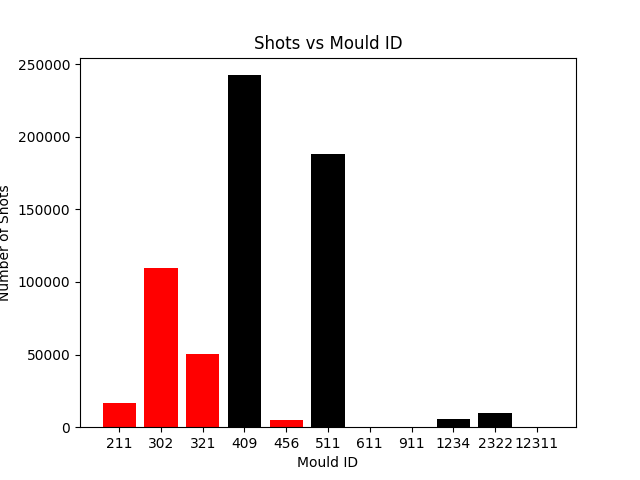 Shots vs Mould ID
250000
200000
150000
100000
50000
0
Number of Shots
211 302 321 409 456 511 611 911 1234 2322 12311
Mould ID